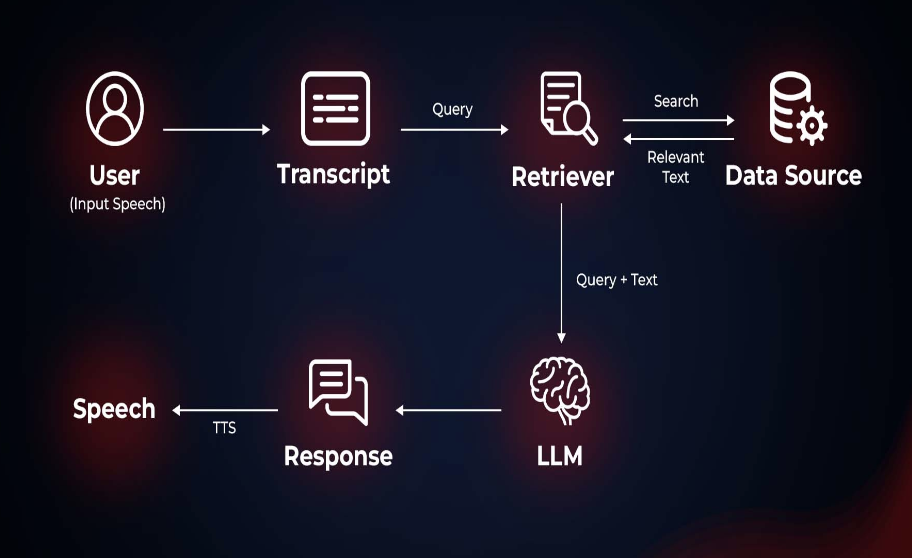 Query
Search
Relevant
Text
User
(Input Speech)
Transcript
Retriever
Data Source
Query + Text
Speech
TTS
Response
LLM